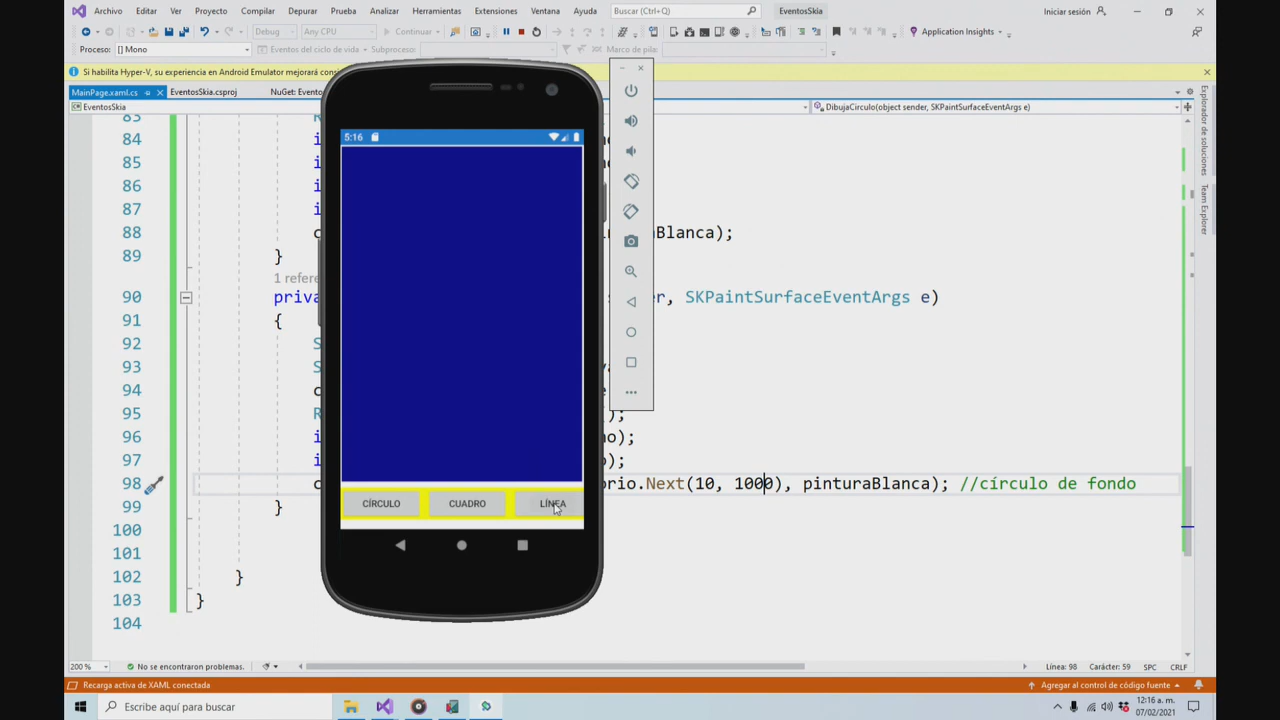 Archivo Editar Ver Proyecto Compilar Depurar Prueba Analizar Herramientas Extensiones Ventana Ayuda Buscar (Ctrl+Q) EventosSkia Iniciar sesión
Debug Any CPU Continuar Application Insights
Proceso: [] Mono Eventos del ciclo de vida Subproceso: Marco de pila:
Si habilita Hyper-V, su experiencia en Android Emulator mejorará
MainPage.xaml.cs EventosSkia.csproj NuGet:
EventosSkia DibujaCirculo(object sender, SKPaintSurfaceEventArgs e)
83
5:16
84
85
86
87
88 Blanca);
89 }
1
90 SKPaintSurfaceEventArgs e)
91 {
92
93
94
95 );
96 );
97 );
98 .Next(10, 1000), pinturaBlanca); //círculo de fondo
CÍRCULO CUADRO LÍNEA
99 }
100
101
102 }
103 }
104
200 % No se encontraron problemas. Línea: 98 Carácter: 59 SPC CRLF
Recarga activa de XAML conectada Agregar al control de código fuente
Escribe aquí para buscar 12:16 a. m.
07/02/2021
Explorador de soluciones
Team Explorer